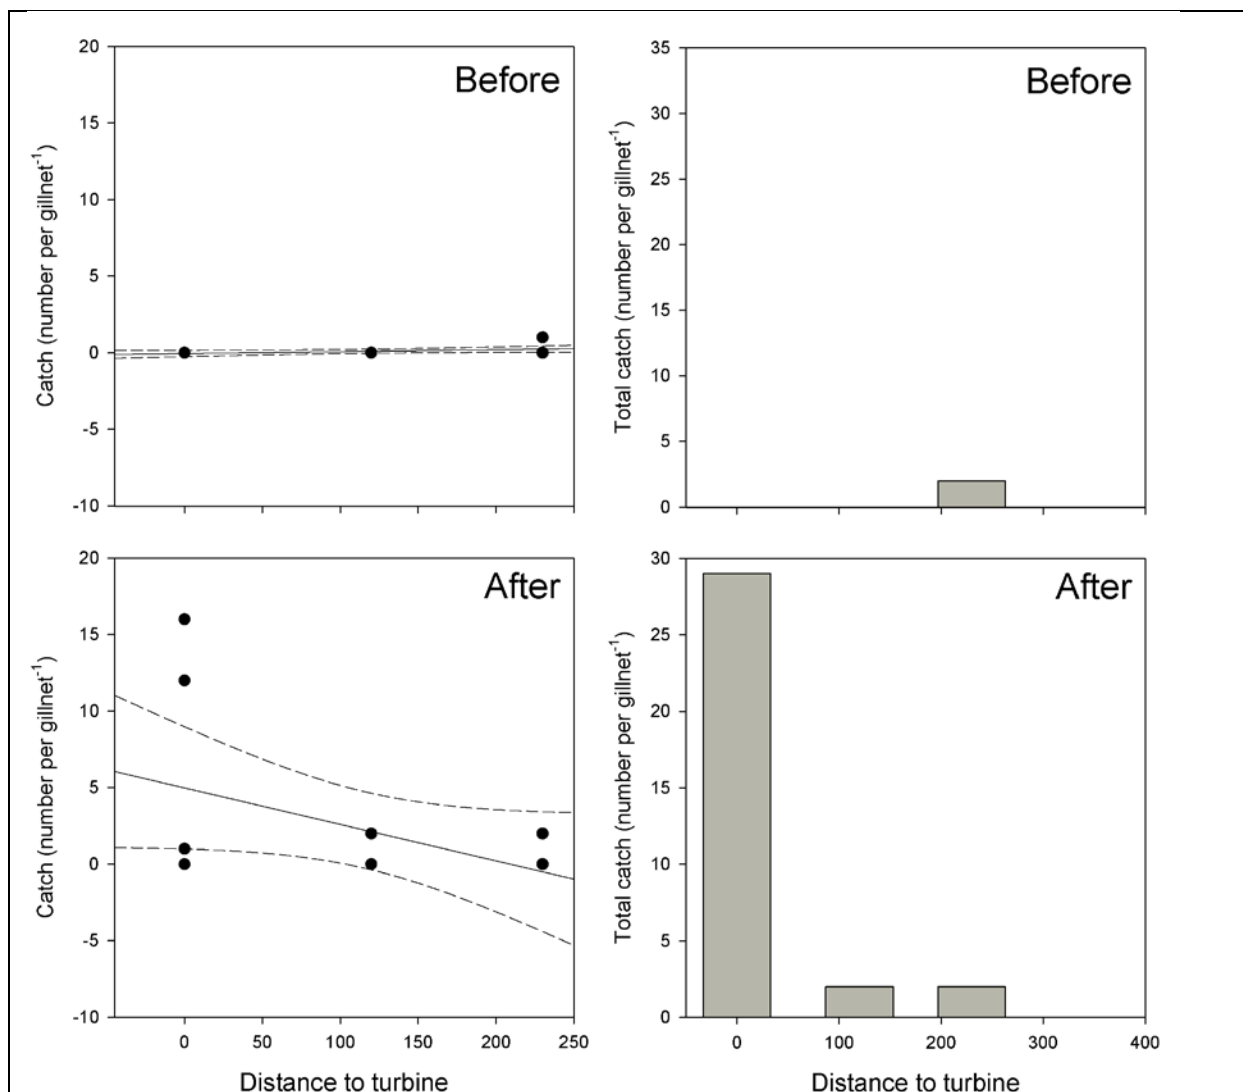 Before
20
15
10
5
0
-5
-10
Catch (number per gillnet-1)
Before
35
30
25
20
15
10
5
0
Total catch (number per gillnet-1)
After
20
15
10
5
0
-5
-10
Catch (number per gillnet-1)
0 50 100 150 200 250
Distance to turbine
After
30
25
20
15
10
5
0
Total catch (number per gillnet-1)
0 100 200 300 400
Distance to turbine